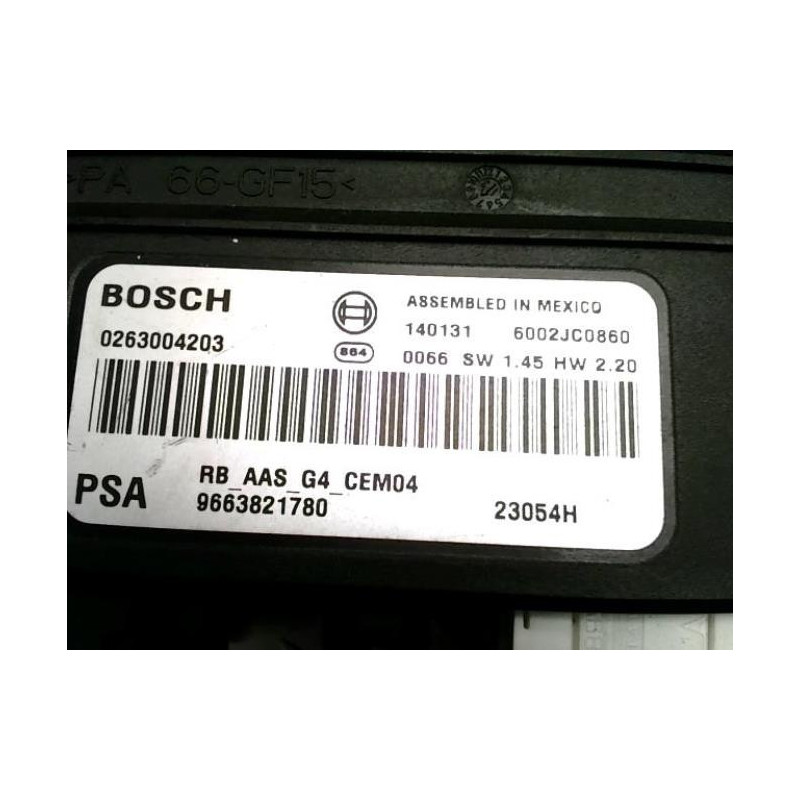 >PA 66-GF15<
BOSCH
ASSEMBLED IN MEXICO
0263004203
140131 6002JC0860
864
0066 SW 1.45 HW 2.20
PSA
RB_AAS_G4_CEM04
9663821780
23054H